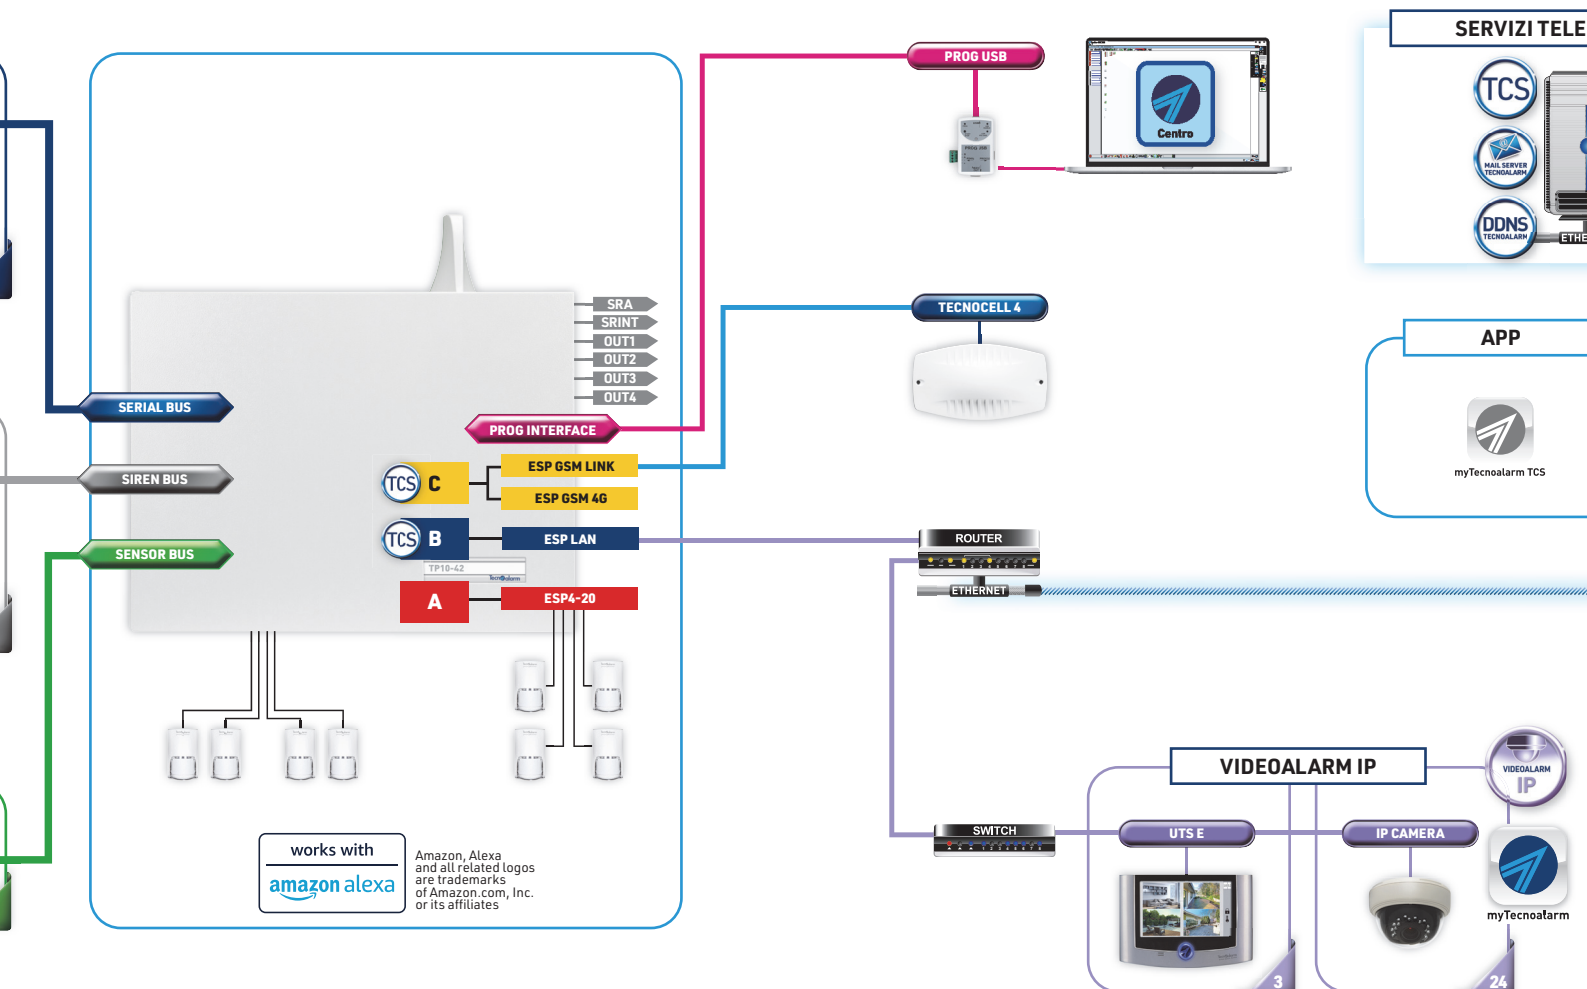 PROG USB
Centro
PROG USB
SERVIZI TELE
TCS
MAIL SERVER
TECNOALARM
DDNS
TECNOALARM
ETHE
SRA
SRINT
OUT1
OUT2
OUT3
OUT4
TECNOCELL 4
APP
myTecnoalarm TCS
SERIAL BUS
SIREN BUS
SENSOR BUS
PROG INTERFACE
TCS C
ESP GSM LINK
ESP GSM 4G
TCS B
ESP LAN
TP10-42
Tecnoalarm
A
ESP4-20
ROUTER
ETHERNET
works with
amazon alexa
Amazon, Alexa
and all related logos
are trademarks
of Amazon.com, Inc.
or its affiliates
VIDEOALARM IP
VIDEOALARM
IP
SWITCH
UTS E
IP CAMERA
myTecnoalarm
3
24